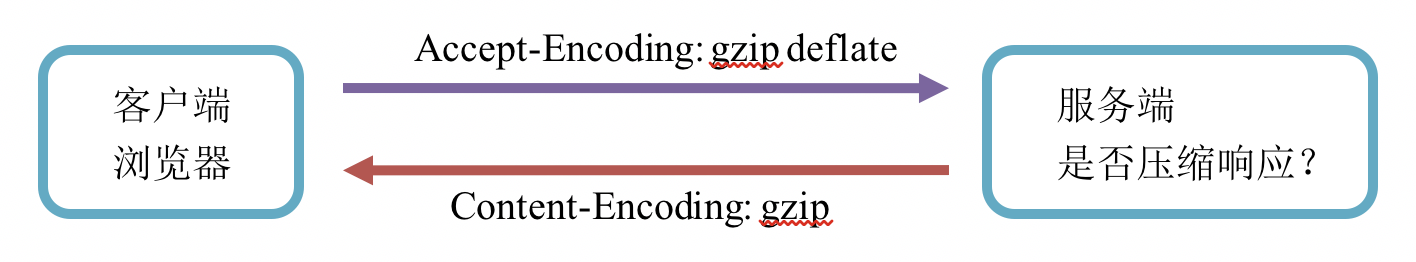 Accept-Encoding: gzip deflate
客户端
浏览器
服务端
是否压缩响应？
Content-Encoding: gzip